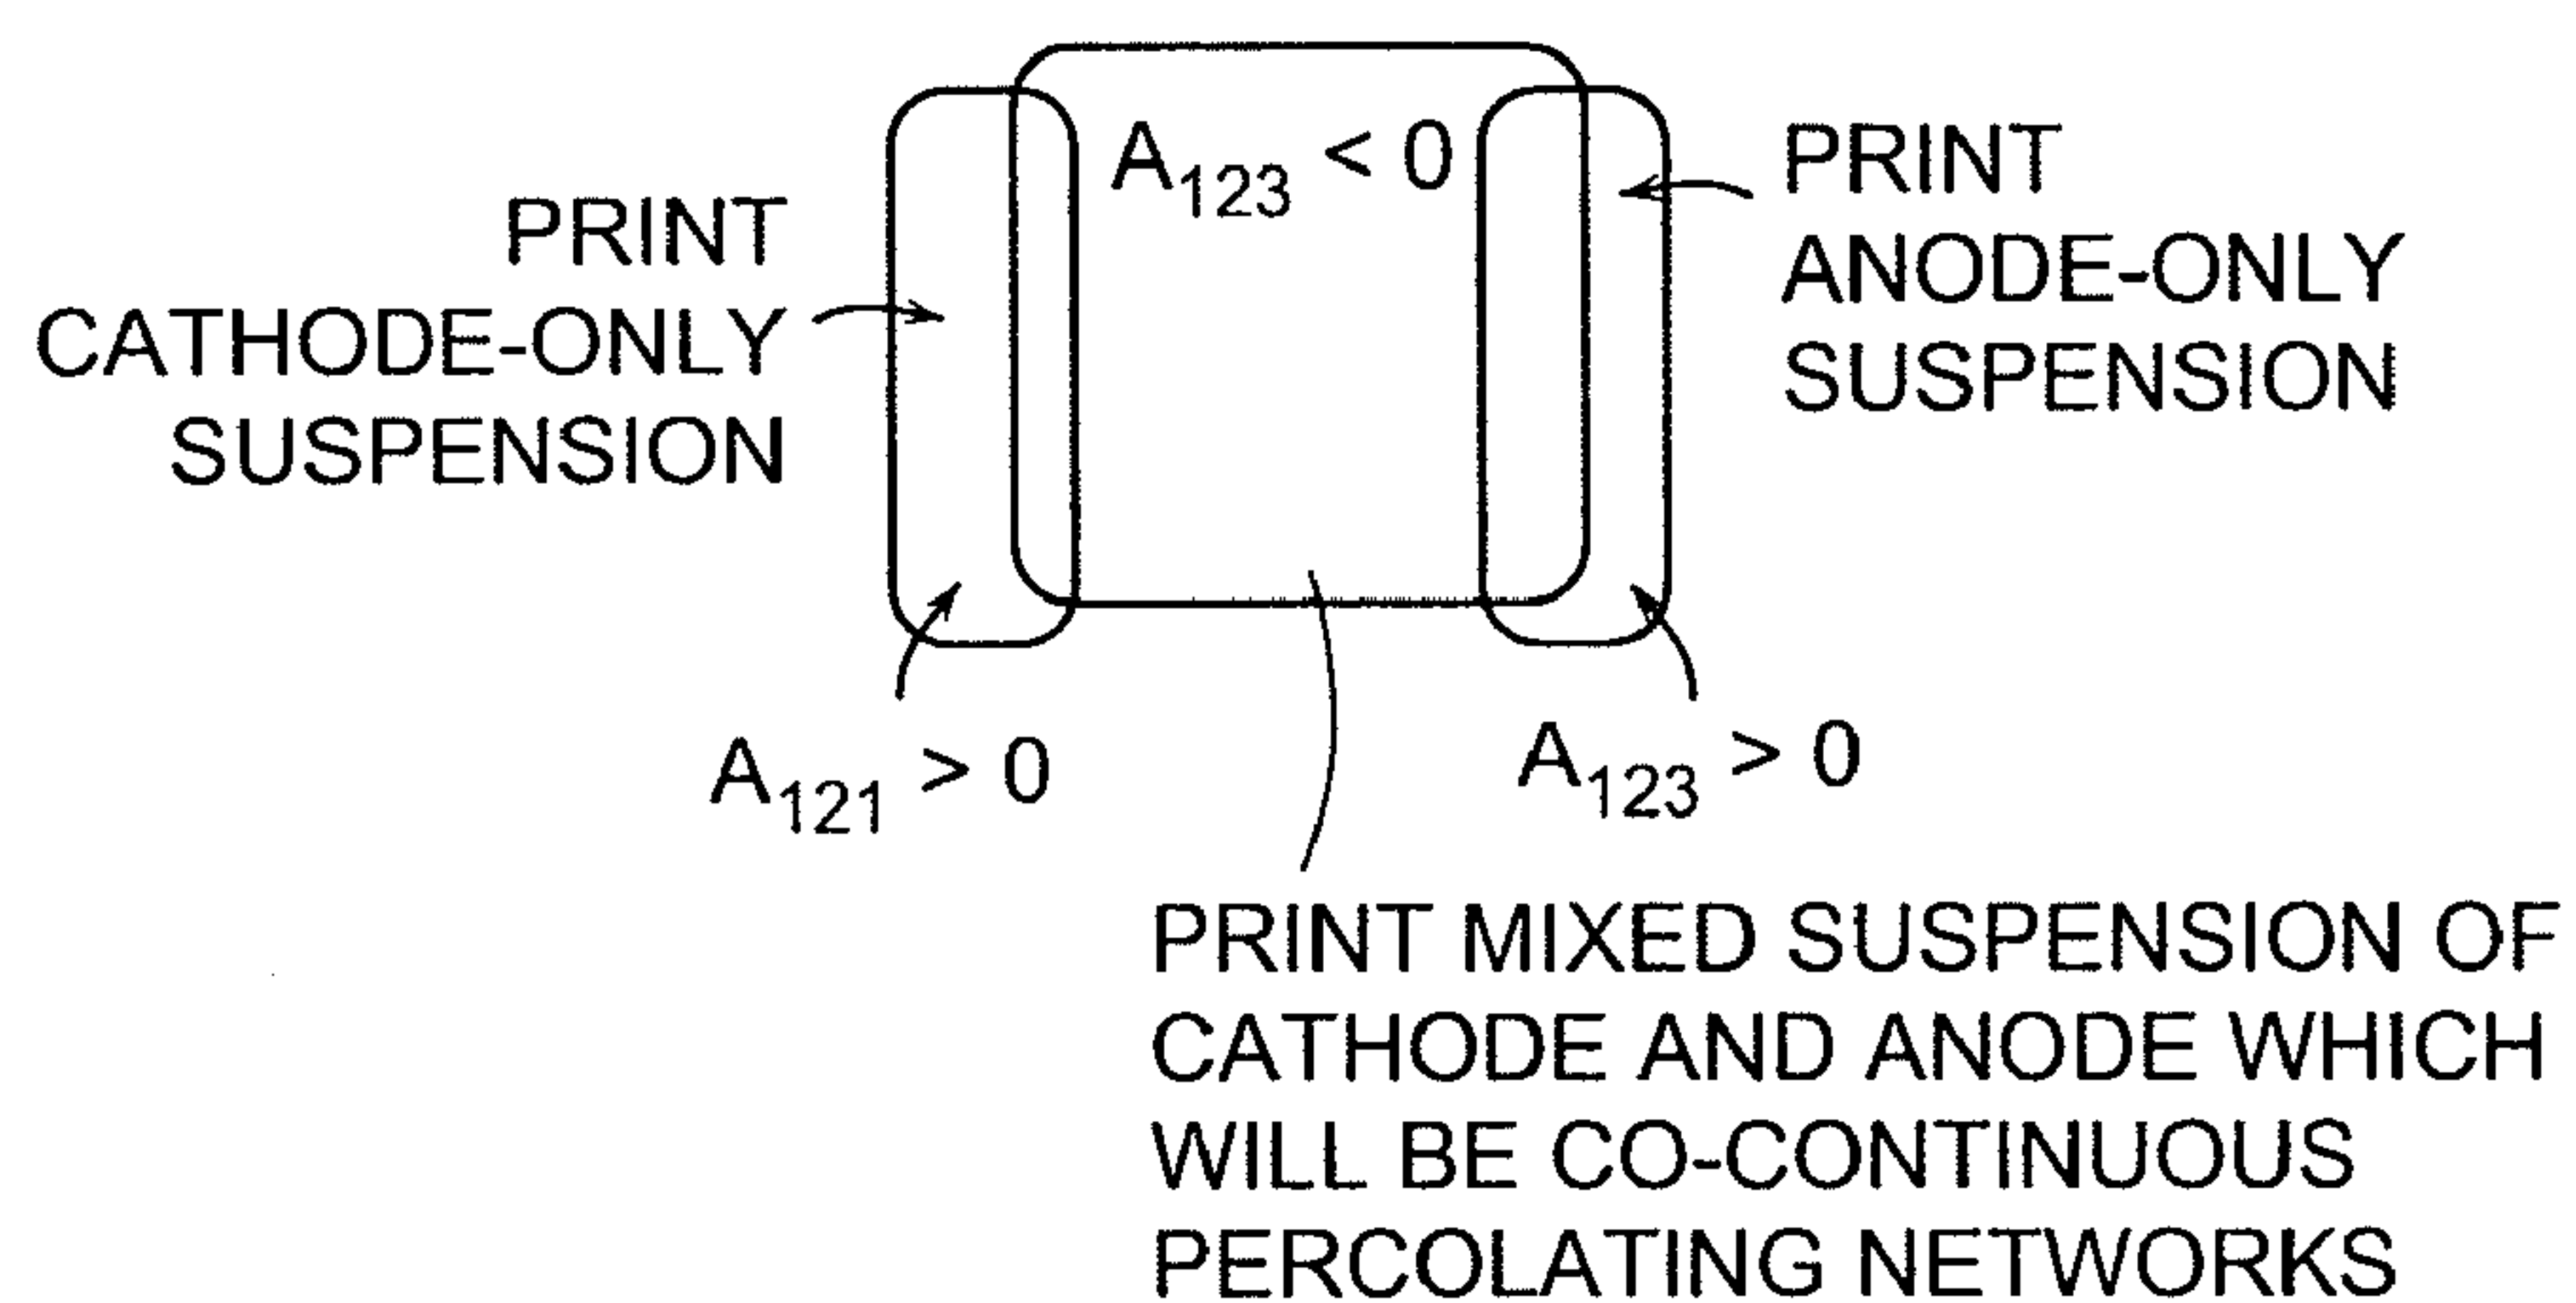 PRINT
CATHODE-ONLY
SUSPENSION
A₁₂₃ < 0
PRINT
ANODE-ONLY
SUSPENSION
A₁₂₁ > 0
A₁₂₃ > 0
PRINT MIXED SUSPENSION OF
CATHODE AND ANODE WHICH
WILL BE CO-CONTINUOUS
PERCOLATING NETWORKS